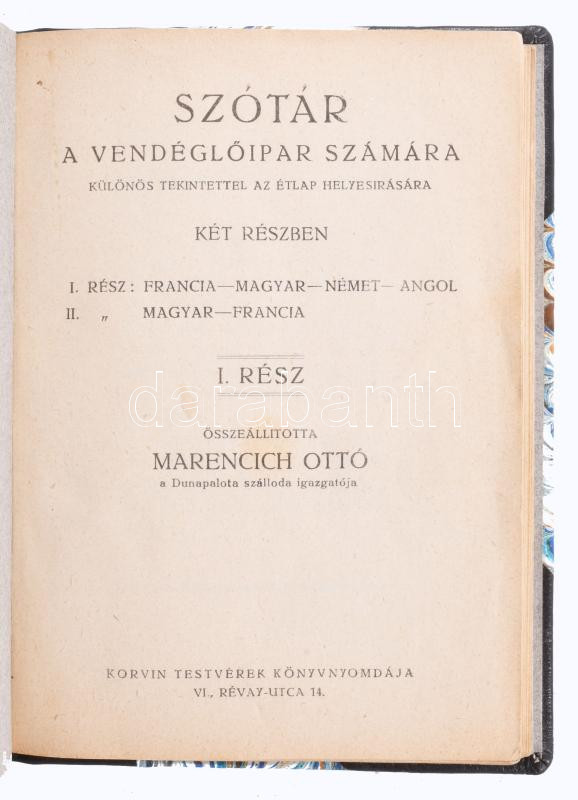 SZÓTÁR
A VENDÉGLŐIPAR SZÁMÁRA
KÜLÖNÖS TEKINTETTEL AZ ÉTLAP HELYESIRÁSÁRA
KÉT RÉSZBEN
I. RÉSZ: FRANCIA—MAGYAR—NÉMET—ANGOL
II. „ MAGYAR—FRANCIA
I. RÉSZ
darabanth
ÖSSZEÁLLITOTTA
MARENCICH OTTÓ
a Dunapalota szálloda igazgatója
KORVIN TESTVÉREK KÖNYVNYOMDÁJA
VI., RÉVAY-UTCA 14.